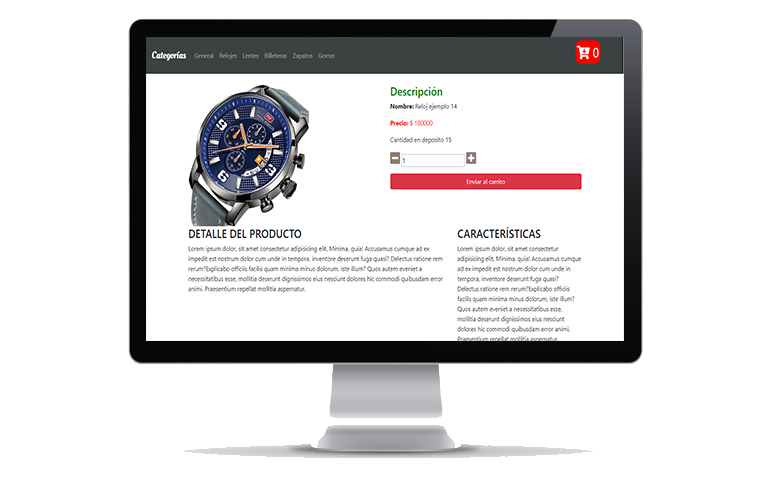 Categorías General Relojes Lentes Billeteras Zapatos Gorras
0
Descripción
Nombre: Reloj ejemplo 14
Precio: $ 100000
Cantidad en deposito 15
1
Enviar al carrito
DETALLE DEL PRODUCTO
Lorem ipsum dolor, sit amet consectetur adipisicing elit. Minima, quia! Accusamus cumque ad ex
impedit est nostrum dolor cum unde in tempora, inventore deserunt fuga quasi? Delectus ratione rem
rerum?Explicabo officiis facilis quam minima minus dolorum, iste illum? Quos autem eveniet a
necessitatibus esse, mollitia deserunt dignissimos eius nesciunt dolores hic commodi quibusdam error
animi. Praesentium repellat mollitia aspernatur.
CARACTERÍSTICAS
Lorem ipsum dolor, sit amet consectetur
adipisicing elit. Minima, quia! Accusamus
cumque ad ex impedit est nostrum dolor
cum unde in tempora, inventore deserunt
fuga quasi?
Delectus ratione rem rerum?Explicabo officiis
facilis quam minima minus dolorum, iste illum?
Quos autem eveniet a necessitatibus esse,
mollitia deserunt dignissimos eius nesciunt
dolores hic commodi quibusdam error animi.
Praesentium repellat mollitia aspernatur.